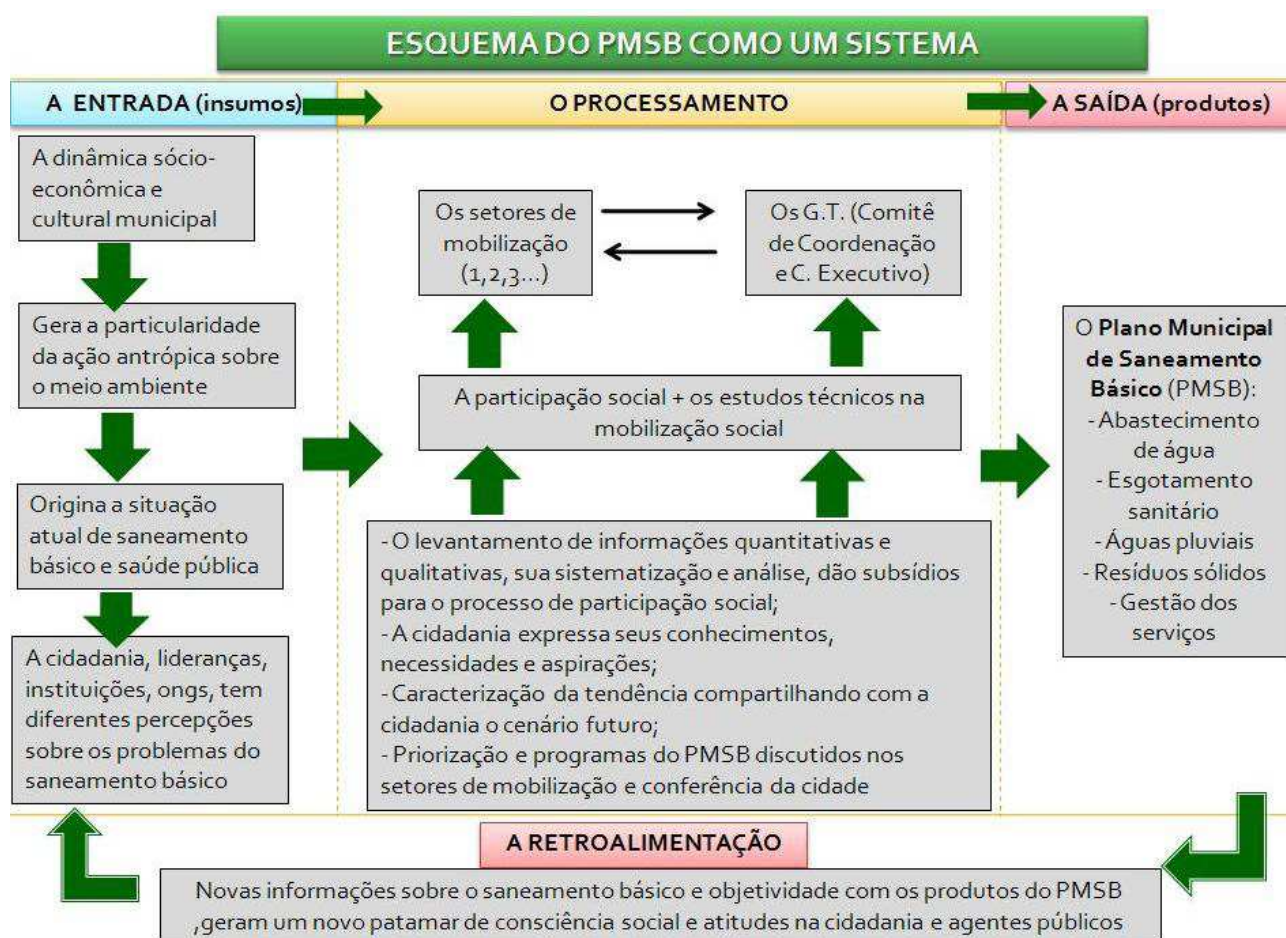 ESQUEMA DO PMSB COMO UM SISTEMA
A ENTRADA (insumos)
O PROCESSAMENTO
A SAÍDA (produtos)
A dinâmica sócio-
econômica e
cultural municipal
Gera a particularidade
da ação antrópica sobre
o meio ambiente
Origina a situação
atual de saneamento
básico e saúde pública
A cidadania, lideranças,
instituições, ongs, tem
diferentes percepções
sobre os problemas do
saneamento básico
Os setores de
mobilização
(1,2,3...)
Os G.T. (Comitê
de Coordenação
e C. Executivo)
A participação social + os estudos técnicos na
mobilização social
- O levantamento de informações quantitativas e
qualitativas, sua sistematização e análise, dão subsídios
para o processo de participação social;
- A cidadania expressa seus conhecimentos,
necessidades e aspirações;
- Caracterização da tendência compartilhando com a
cidadania o cenário futuro;
- Priorização e programas do PMSB discutidos nos
setores de mobilização e conferência da cidade
O Plano Municipal
de Saneamento
Básico (PMSB):
- Abastecimento
de água
- Esgotamento
sanitário
- Águas pluviais
- Resíduos sólidos
- Gestão dos
serviços
A RETROALIMENTAÇÃO
Novas informações sobre o saneamento básico e objetividade com os produtos do PMSB
,geram um novo patamar de consciência social e atitudes na cidadania e agentes públicos